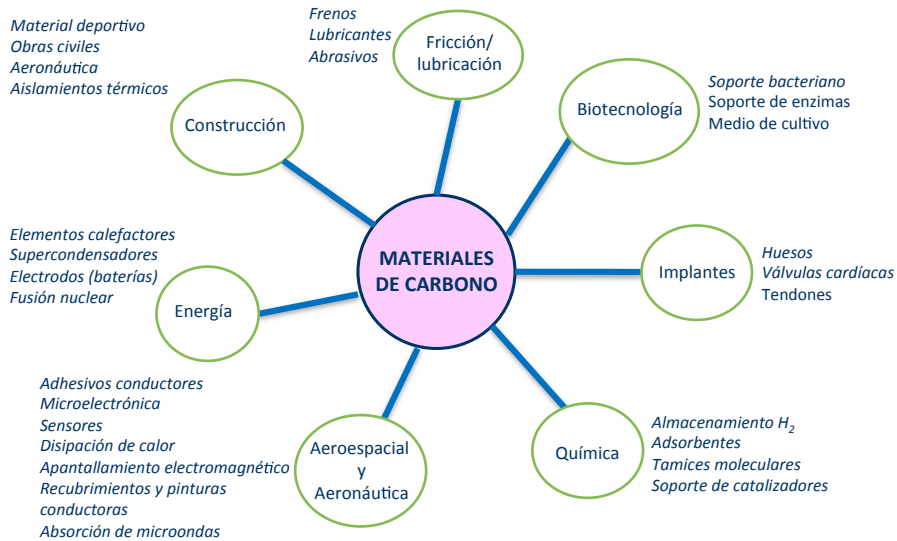 Material deportivo
Obras civiles
Aeronáutica
Aislamientos térmicos
Construcción
Frenos
Lubricantes
Abrasivos
Fricción/
lubricación
Biotecnología
Soporte bacteriano
Soporte de enzimas
Medio de cultivo
MATERIALES
DE CARBONO
Elementos calefactores
Supercondensadores
Electrodos (baterías)
Fusión nuclear
Energía
Implantes
Huesos
Válvulas cardíacas
Tendones
Adhesivos conductores
Microelectrónica
Sensores
Disipación de calor
Apantallamiento electromagnético
Recubrimientos y pinturas
conductoras
Absorción de microondas
Aeroespacial
y
Aeronáutica
Química
Almacenamiento H₂
Adsorbentes
Tamices moleculares
Soporte de catalizadores